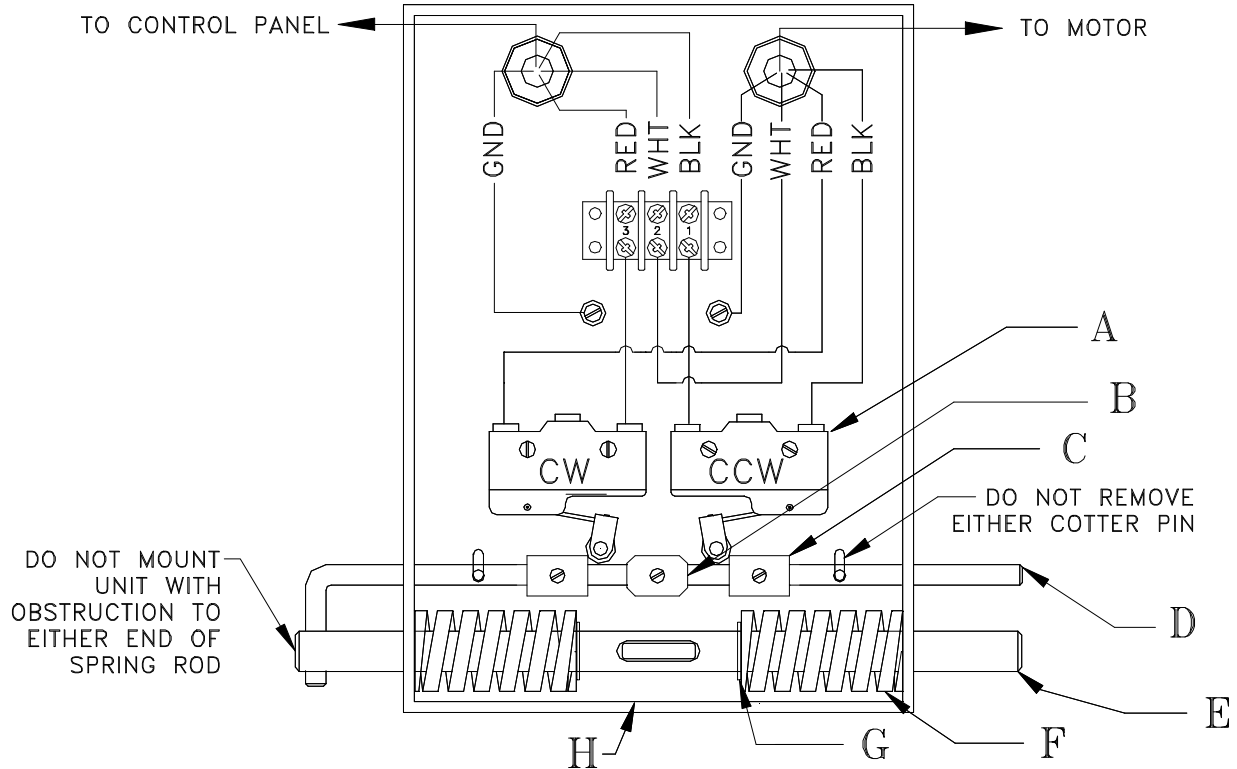 TO CONTROL PANEL
TO MOTOR
GND
RED
WHT
BLK
GND
WHT
RED
BLK
3 2 1
A
B
CW
CCW
C
DO NOT REMOVE
EITHER COTTER PIN
DO NOT MOUNT
UNIT WITH
OBSTRUCTION TO
EITHER END OF
SPRING ROD
D
E
F
G
H